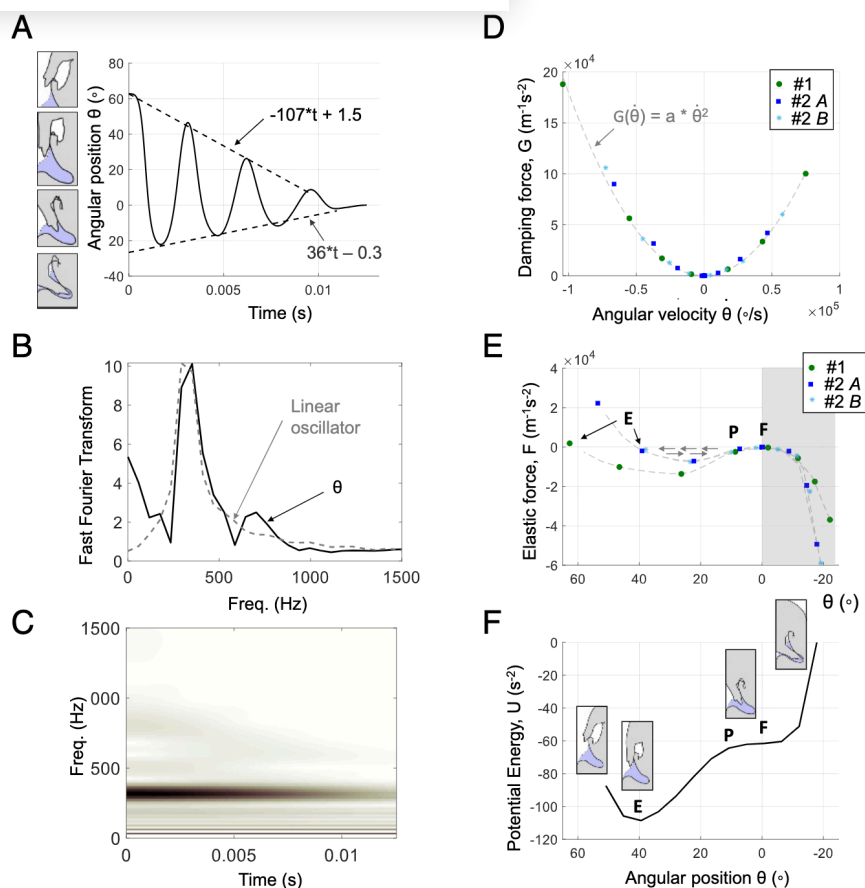 A
Angular position θ (◦)
80
60
40
20
0
20
-40
-107*t + 1.5
36*t – 0.3
0
0.005
0.01
Time (s)
B
Fast Fourier Transform
10
8
6
4
2
0
Linear
oscillator
θ
0
500
1000
1500
Freq. (Hz)
C
Freq. (Hz)
1500
000
500
0
0
0.005
0.01
Time (s)
D
Damping force, G (m⁻¹s⁻²)
×10⁴
20
15
10
5
0
G(θ̇) = a * θ̇²
#1
#2 A
#2 B
-1
-0.5
0
0.5
1
×10⁵
Angular velocity θ̇ (◦/s)
E
Elastic force, F (m⁻¹s⁻²)
×10⁴
4
2
0
-2
-4
-6
E
P
F
#1
#2 A
#2 B
60
40
20
0
-20
θ (◦)
F
Potential Energy, U (s⁻²)
0
-20
-40
-60
-80
-100
-120
E
P
F
60
40
20
0
-20
Angular position θ (◦)